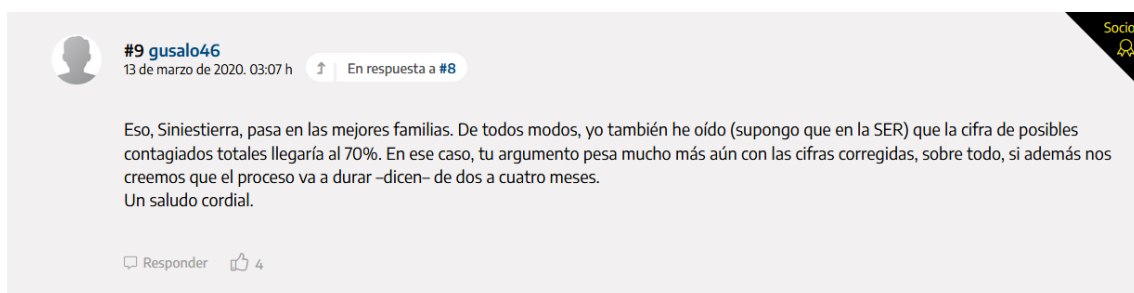 Socio
#9 gusalo46
13 de marzo de 2020. 03:07 h En respuesta a #8
Eso, Siniestierra, pasa en las mejores familias. De todos modos, yo también he oído (supongo que en la SER) que la cifra de posibles
contagiados totales llegaría al 70%. En ese caso, tu argumento pesa mucho más aún con las cifras corregidas, sobre todo, si además nos
creemos que el proceso va a durar –dicen– de dos a cuatro meses.
Un saludo cordial.
Responder 4